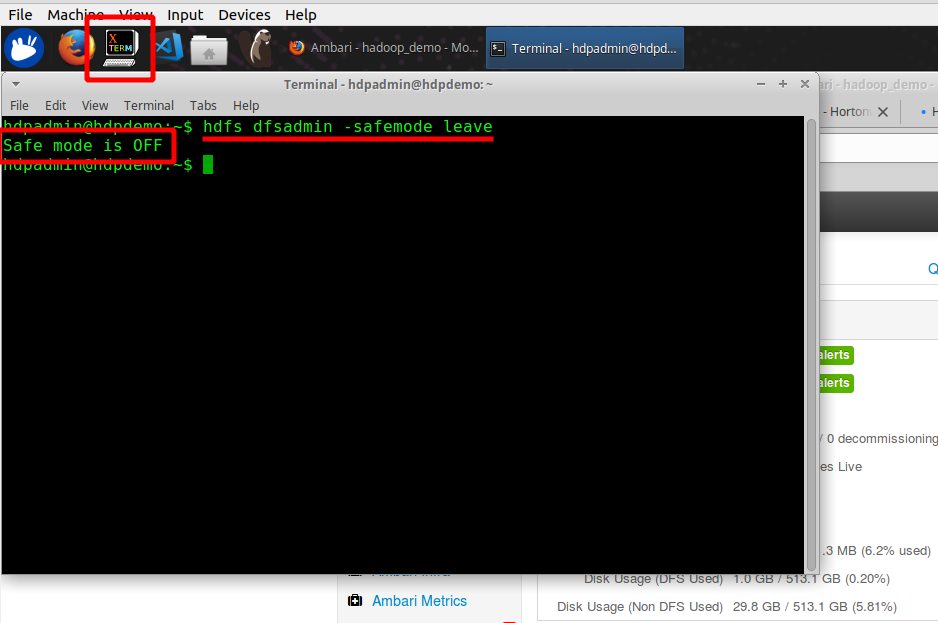 File Machine View Input Devices Help
X
TERM
Ambari - hadoop_demo - Mo...
Terminal - hdpadmin@hdpd...
Terminal - hdpadmin@hdpdemo: ~
ari - hadoop_demo -
File Edit View Terminal Tabs Help
- Horton
hdpadmin@hdpdemo:~$ hdfs dfsadmin -safemode leave
Safe mode is OFF
hdpadmin@hdpdemo:~$
alerts
alerts
/ 0 decommissioning
es Live
.3 MB (6.2% used)
Disk Usage (DFS Used) 1.0 GB / 513.1 GB (0.20%)
Ambari Metrics
Disk Usage (Non DFS Used) 29.8 GB / 513.1 GB (5.81%)